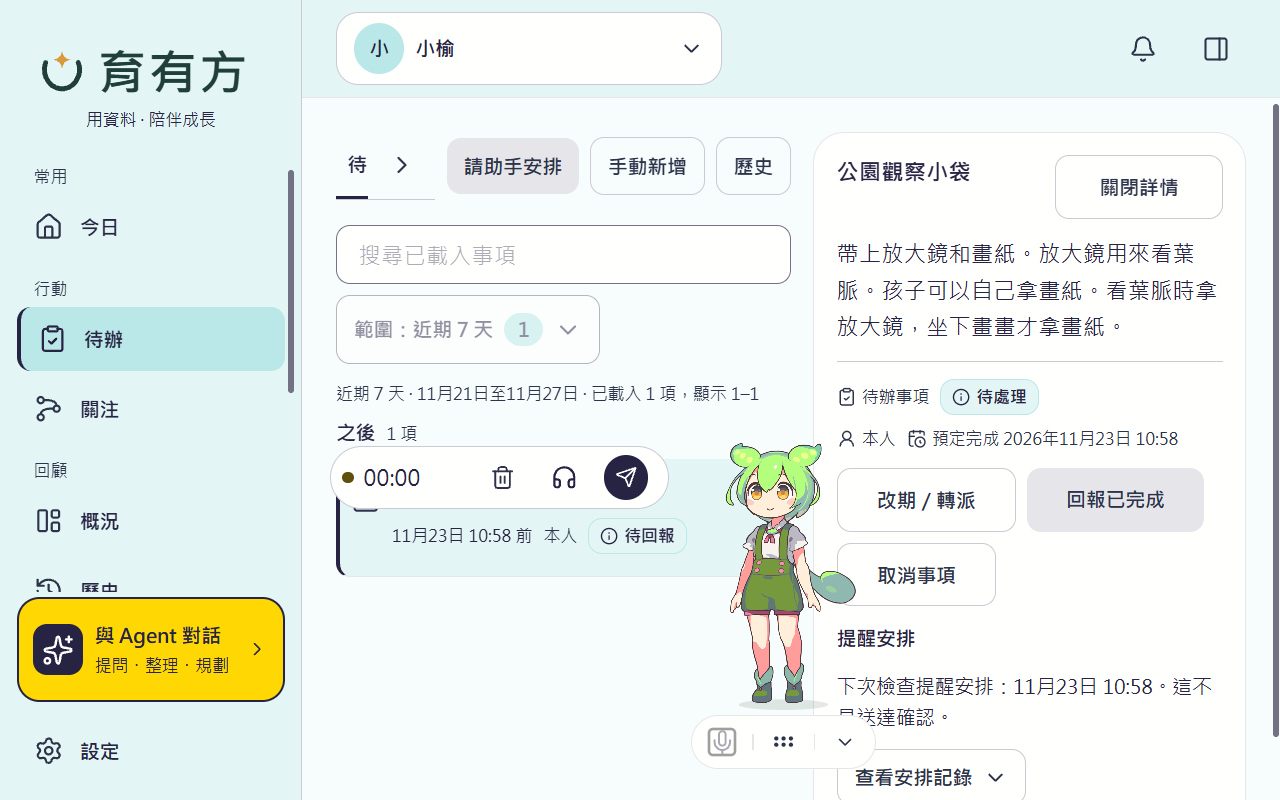 育有方
用資料 · 陪伴成長
常用
今日
行動
待辦
關注
回顧
概況
歷史
與 Agent 對話
提問 · 整理 · 規劃
設定
小 小榆
待
請助手安排
手動新增
歷史
搜尋已載入事項
範圍：近期 7 天 1
近期 7 天 · 11月21日至11月27日 · 已載入 1 項，顯示 1–1
之後 1 項
00:00
11月23日 10:58 前 本人 待回報
公園觀察小袋
關閉詳情
帶上放大鏡和畫紙。放大鏡用來看葉
脈。孩子可以自己拿畫紙。看葉脈時拿
放大鏡，坐下畫畫才拿畫紙。
待辦事項 待處理
本人 預定完成 2026年11月23日 10:58
改期 / 轉派
回報已完成
取消事項
提醒安排
下次檢查提醒安排：11月23日 10:58。這不
是送達確認。
查看安排記錄